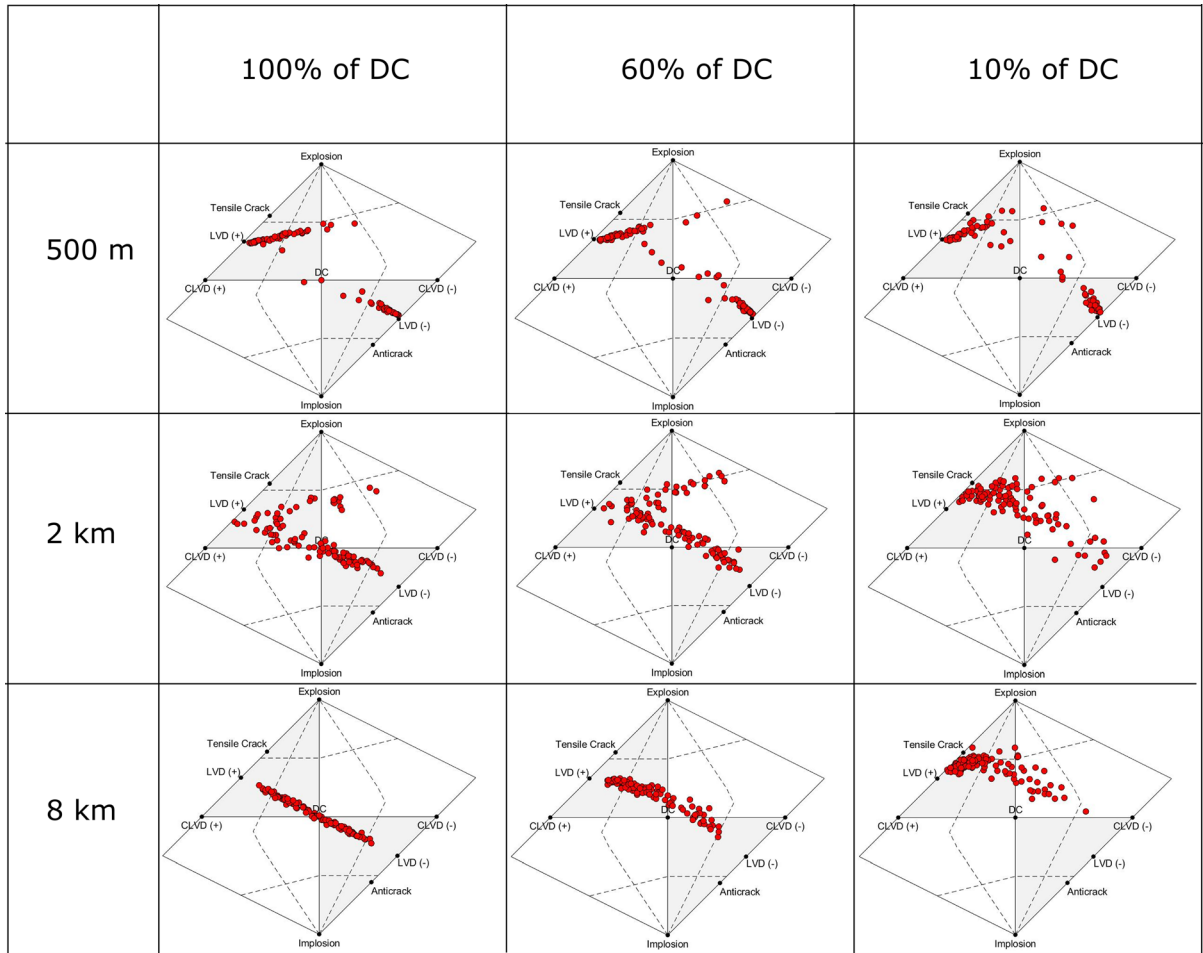 100% of DC
60% of DC
10% of DC
500 m
Explosion
Tensile Crack
LVD (+)
DC
CLVD (+)
CLVD (-)
LVD (-)
Anticrack
Implosion
Explosion
Tensile Crack
LVD (+)
DC
CLVD (+)
CLVD (-)
LVD (-)
Anticrack
Implosion
Explosion
Tensile Crack
LVD (+)
DC
CLVD (+)
CLVD (-)
LVD (-)
Anticrack
Implosion
2 km
Explosion
Tensile Crack
LVD (+)
DC
CLVD (+)
CLVD (-)
LVD (-)
Anticrack
Implosion
Explosion
Tensile Crack
LVD (+)
DC
CLVD (+)
CLVD (-)
LVD (-)
Anticrack
Implosion
Explosion
Tensile Crack
LVD (+)
DC
CLVD (+)
CLVD (-)
LVD (-)
Anticrack
Implosion
8 km
Explosion
Tensile Crack
LVD (+)
DC
CLVD (+)
CLVD (-)
LVD (-)
Anticrack
Implosion
Explosion
Tensile Crack
LVD (+)
DC
CLVD (+)
CLVD (-)
LVD (-)
Anticrack
Implosion
Explosion
Tensile Crack
LVD (+)
DC
CLVD (+)
CLVD (-)
LVD (-)
Anticrack
Implosion